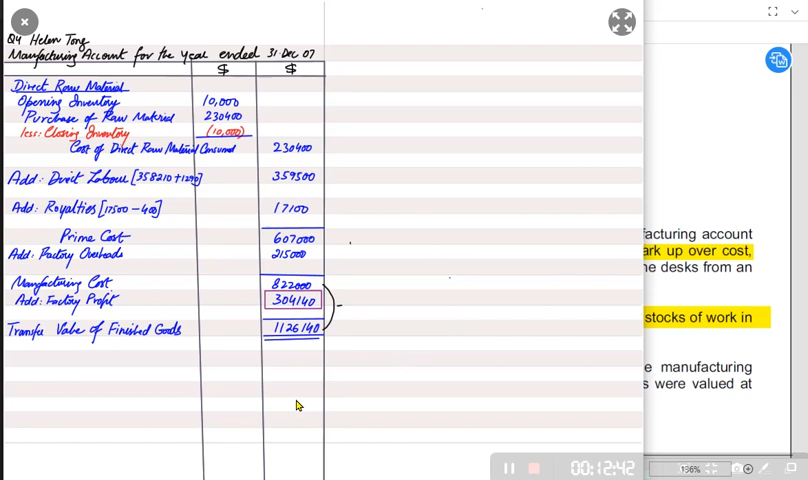 Q4 Helen Tong
Manufacturing Account for the year ended 31 Dec 07
$ $
Direct Raw Material
Opening Inventory 10,000
Purchase of Raw Material 230400
less: Closing Inventory (10,000)
Cost of Direct Raw Material Consumed 230400
Add: Direct Labour [358210+1290] 359500
Add: Royalties [17500-400] 17100
Prime Cost 607000
Add: Factory Overheads 215000
Manufacturing Cost 822000
Add: Factory Profit 304140
Transfer Value of Finished Goods 1126140
facturing account
ark up over cost,
ne desks from an
stocks of work in
e manufacturing
s were valued at
00:12:42
136%